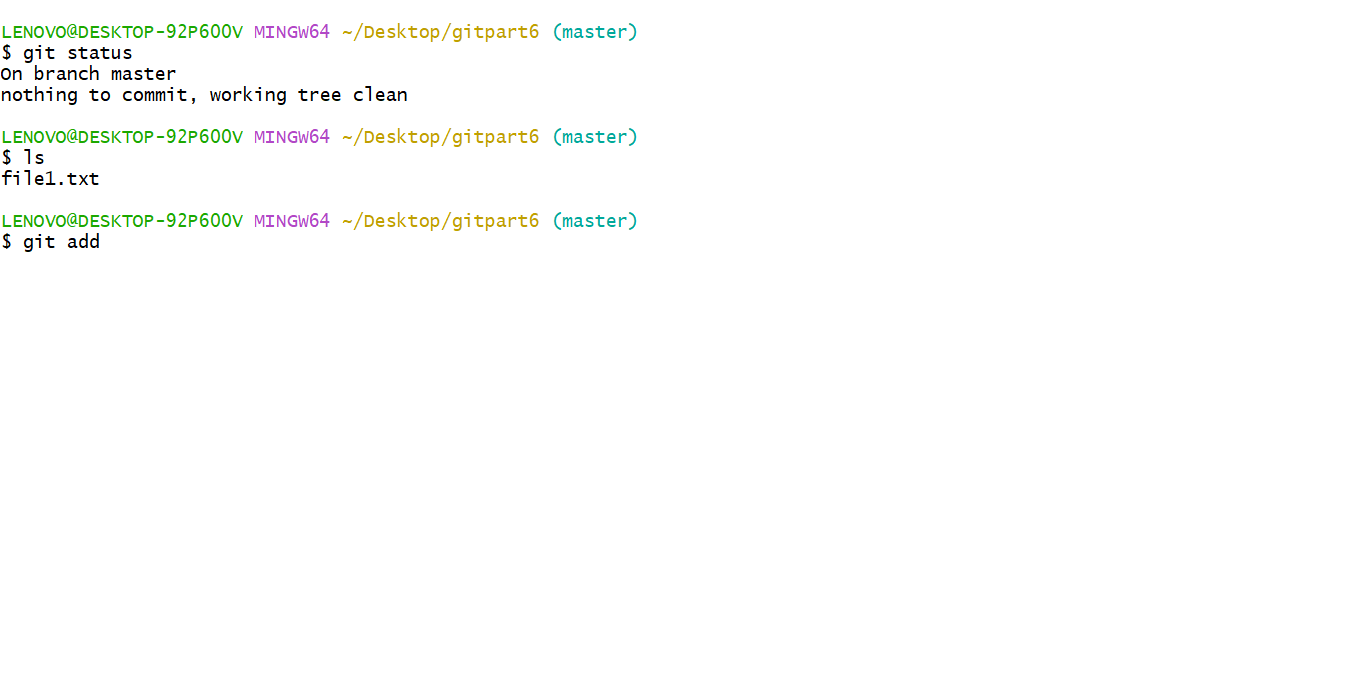 LENOVO@DESKTOP-92P600V MINGW64 ~/Desktop/gitpart6 (master)
$ git status
On branch master
nothing to commit, working tree clean
LENOVO@DESKTOP-92P600V MINGW64 ~/Desktop/gitpart6 (master)
$ ls
file1.txt
LENOVO@DESKTOP-92P600V MINGW64 ~/Desktop/gitpart6 (master)
$ git add